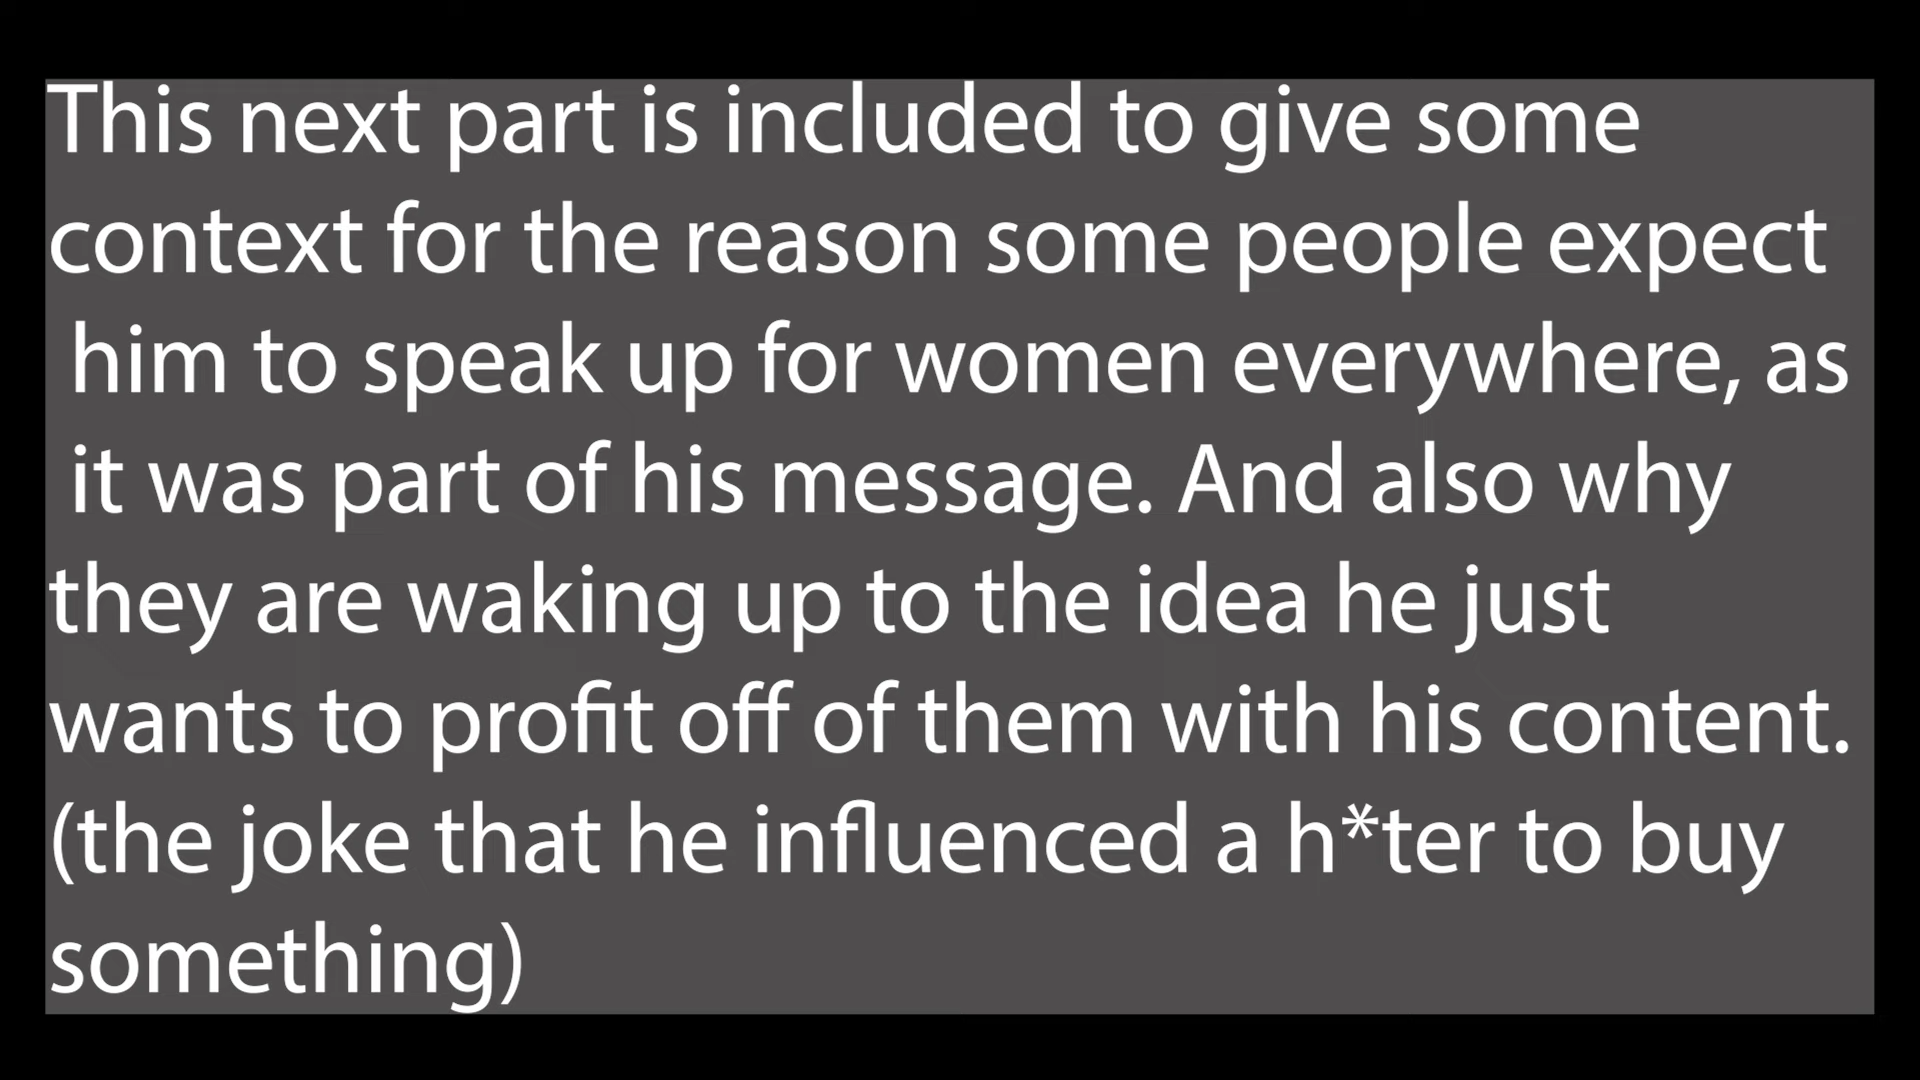 This next part is included to give some
context for the reason some people expect
him to speak up for women everywhere, as
it was part of his message. And also why
they are waking up to the idea he just
wants to profit off of them with his content.
(the joke that he influenced a h*ter to buy
something)